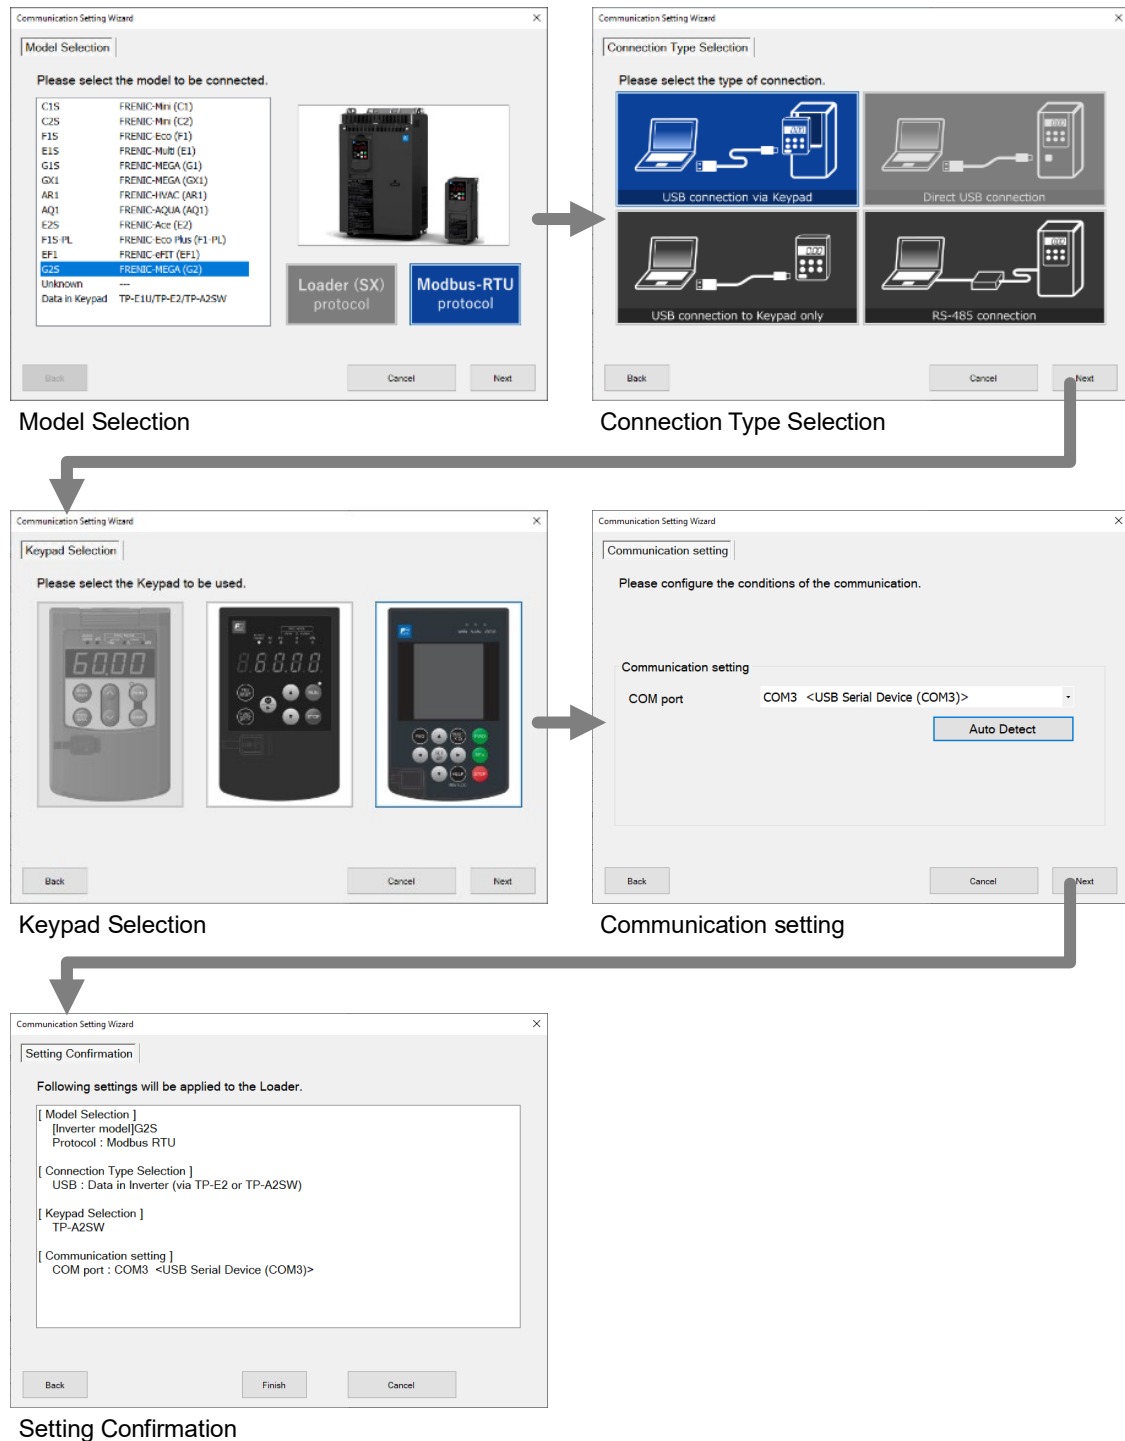 Communication Setting Wizard
Model Selection
Please select the model to be connected.
C1S FRENIC-Mini (C1)
C2S FRENIC-Mini (C2)
F1S FRENIC-Eco (F1)
E1S FRENIC-Multi (E1)
G1S FRENIC-MEGA (G1)
GX1 FRENIC-MEGA (GX1)
AR1 FRENIC-HVAC (AR1)
AQ1 FRENIC-AQUA (AQ1)
E2S FRENIC-Ace (E2)
F1S-PL FRENIC-Eco Plus (F1-PL)
EF1 FRENIC-eFIT (EF1)
G2S FRENIC-MEGA (G2)
Unknown ---
Data in Keypad TP-E1U/TP-E2/TP-A2SW
Loader (SX)
protocol
Modbus-RTU
protocol
Back
Cancel
Next
Model Selection
Communication Setting Wizard
Connection Type Selection
Please select the type of connection.
USB connection via Keypad
Direct USB connection
USB connection to Keypad only
RS-485 connection
Back
Cancel
Next
Connection Type Selection
Communication Setting Wizard
Keypad Selection
Please select the Keypad to be used.
60.00
8.8.8.8.8.
STOP
HELP
STOP
Back
Cancel
Next
Keypad Selection
Communication Setting Wizard
Communication setting
Please configure the conditions of the communication.
Communication setting
COM port COM3 <USB Serial Device (COM3)>
Auto Detect
Back
Cancel
Next
Communication setting
Communication Setting Wizard
Setting Confirmation
Following settings will be applied to the Loader.
[ Model Selection ]
[Inverter model]G2S
Protocol : Modbus RTU
[ Connection Type Selection ]
USB : Data in Inverter (via TP-E2 or TP-A2SW)
[ Keypad Selection ]
TP-A2SW
[ Communication setting ]
COM port : COM3 <USB Serial Device (COM3)>
Back
Finish
Cancel
Setting Confirmation